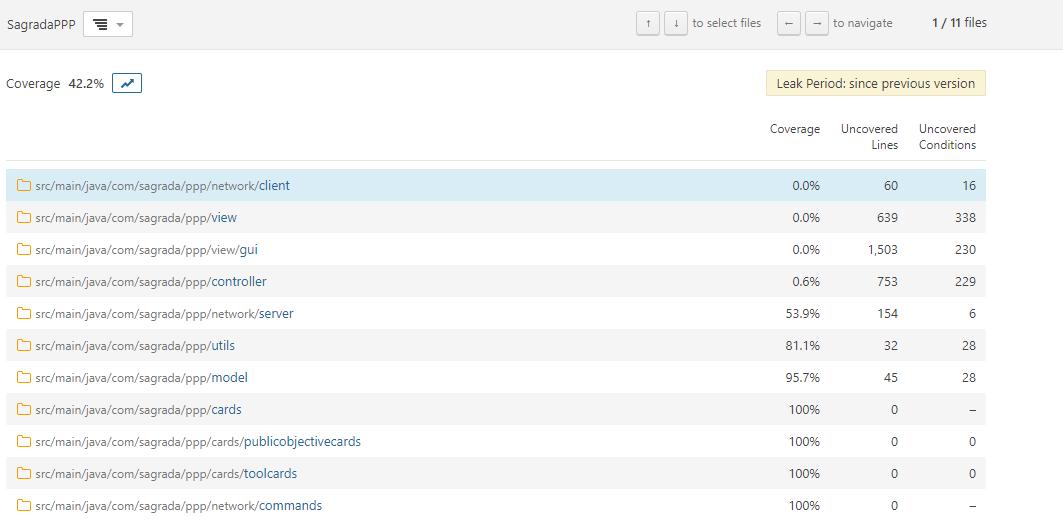 SagradaPPP ↑ ↓ to select files ← → to navigate 1 / 11 files
Coverage 42.2% Leak Period: since previous version
Coverage Uncovered Lines Uncovered Conditions
src/main/java/com/sagrada/ppp/network/client 0.0% 60 16
src/main/java/com/sagrada/ppp/view 0.0% 639 338
src/main/java/com/sagrada/ppp/view/gui 0.0% 1,503 230
src/main/java/com/sagrada/ppp/controller 0.6% 753 229
src/main/java/com/sagrada/ppp/network/server 53.9% 154 6
src/main/java/com/sagrada/ppp/utils 81.1% 32 28
src/main/java/com/sagrada/ppp/model 95.7% 45 28
src/main/java/com/sagrada/ppp/cards 100% 0 –
src/main/java/com/sagrada/ppp/cards/publicobjectivecards 100% 0 0
src/main/java/com/sagrada/ppp/cards/toolcards 100% 0 0
src/main/java/com/sagrada/ppp/network/commands 100% 0 –